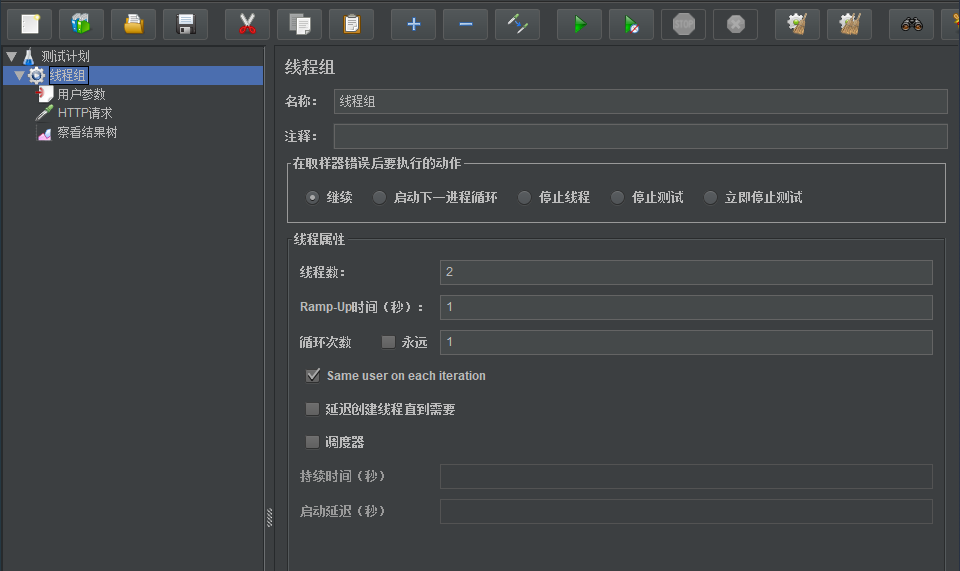 测试计划
线程组
用户参数
HTTP请求
察看结果树
线程组
名称： 线程组
注释：
在取样器错误后要执行的动作
继续 启动下一进程循环 停止线程 停止测试 立即停止测试
线程属性
线程数： 2
Ramp-Up时间（秒）： 1
循环次数 永远 1
Same user on each iteration
延迟创建线程直到需要
调度器
持续时间（秒）
启动延迟（秒）